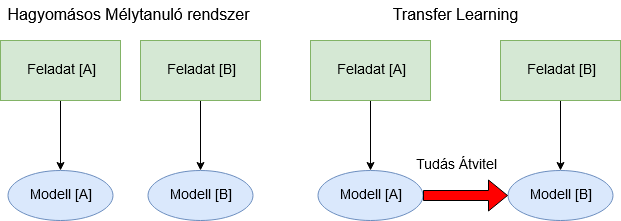 Hagyomásos Mélytanuló rendszer
Transfer Learning
Feladat [A]
Feladat [B]
Feladat [A]
Feladat [B]
Tudás Átvitel
Modell [A]
Modell [B]
Modell [A]
Modell [B]